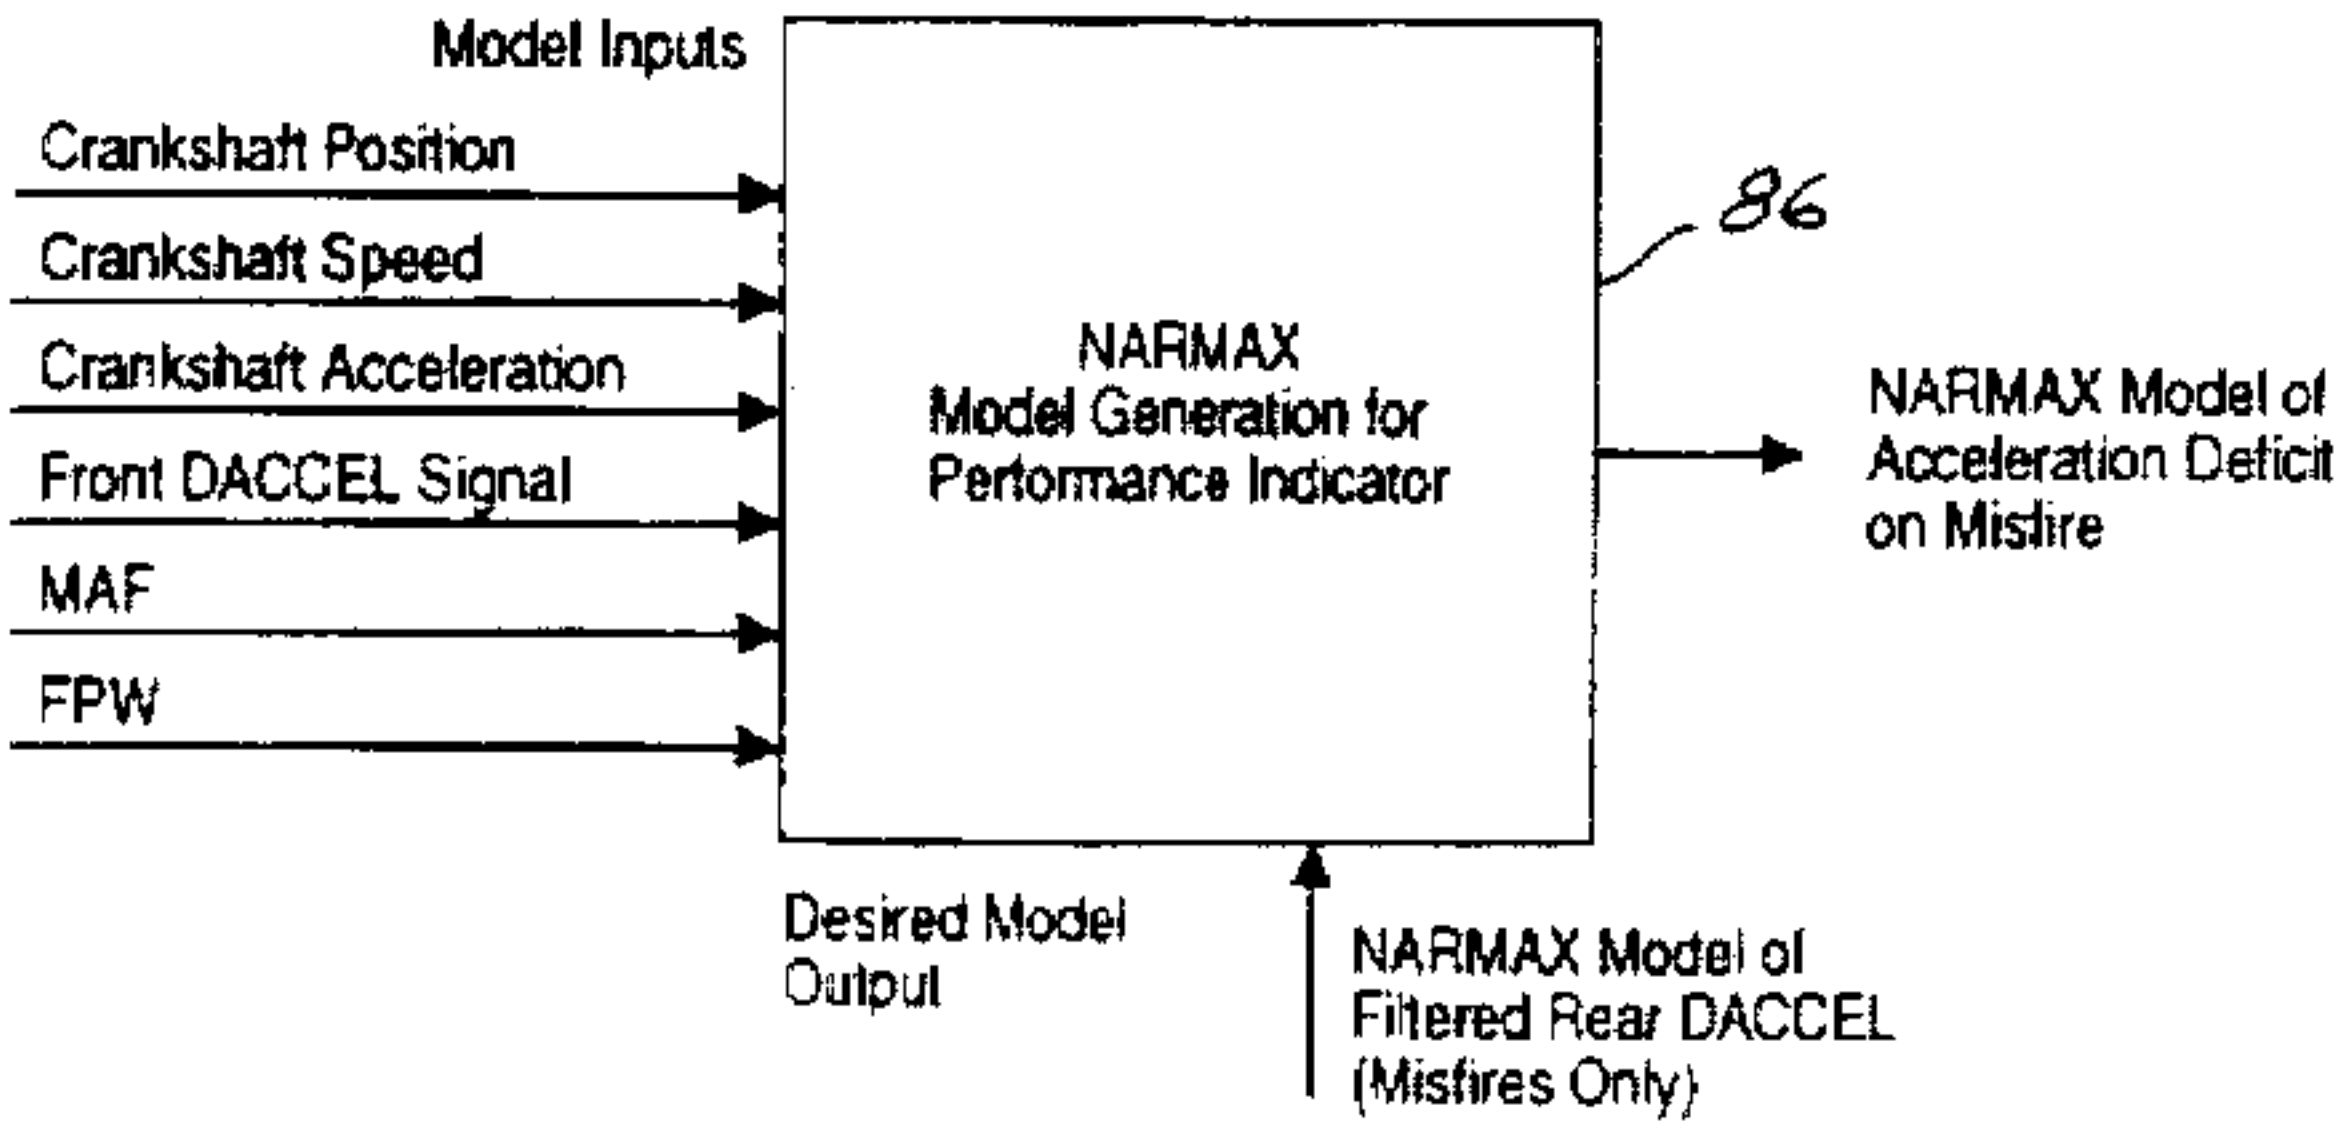 Model Inputs
Crankshaft Position
Crankshaft Speed
Crankshaft Acceleration
Front DACCEL Signal
MAF
FPW
NARMAX
Model Generation for
Performance Indicator
86
NARMAX Model of
Acceleration Deficit
on Misfire
Desired Model
Output
NARMAX Model of
Filtered Rear DACCEL
(Misfires Only)